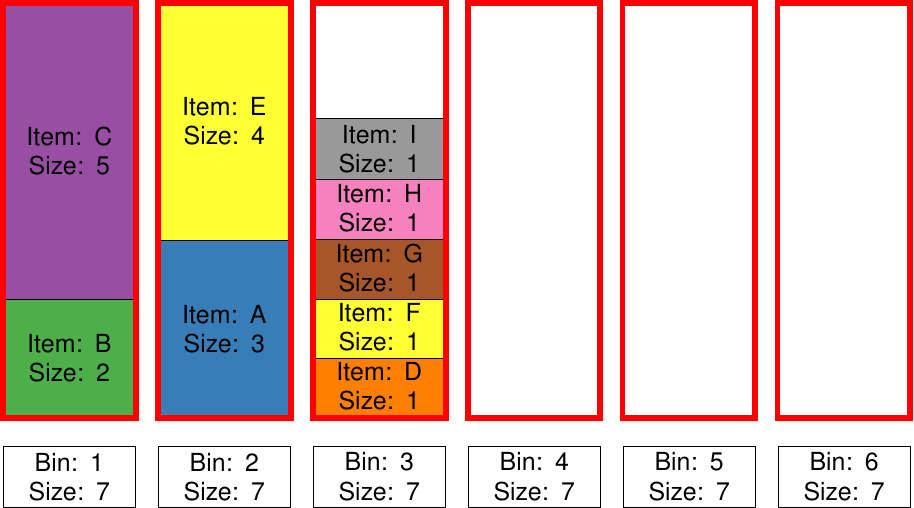 Item: C
Size: 5
Item: B
Size: 2
Item: E
Size: 4
Item: A
Size: 3
Item: I
Size: 1
Item: H
Size: 1
Item: G
Size: 1
Item: F
Size: 1
Item: D
Size: 1
Bin: 1
Size: 7
Bin: 2
Size: 7
Bin: 3
Size: 7
Bin: 4
Size: 7
Bin: 5
Size: 7
Bin: 6
Size: 7